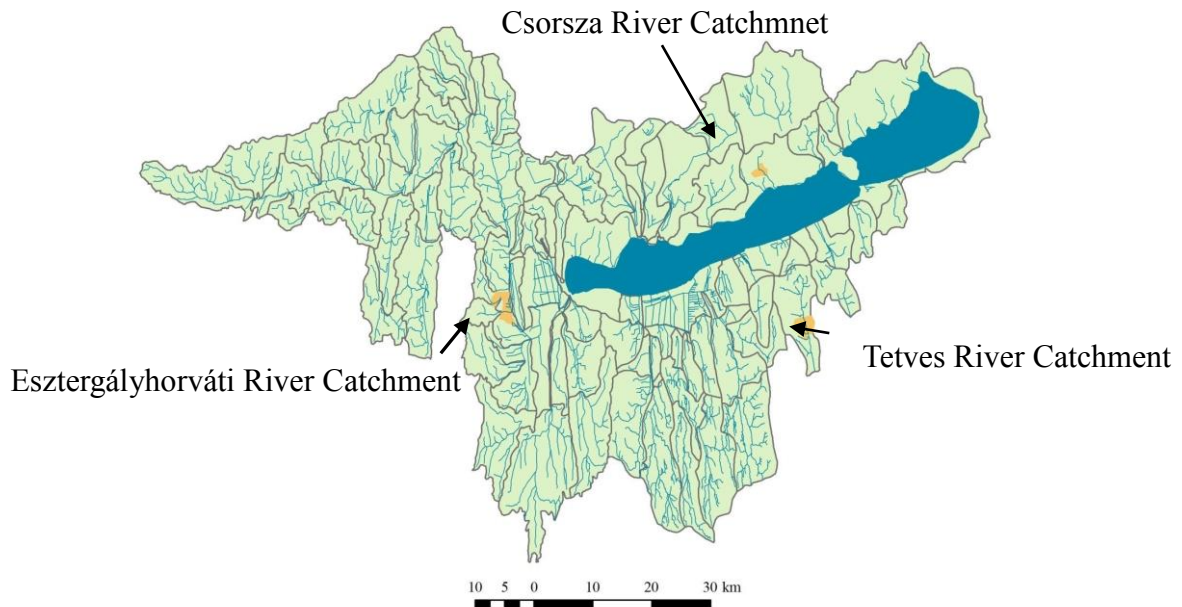 Csorsza River Catchmnet
Tetves River Catchment
Esztergályhorváti River Catchment
10 5 0 10 20 30 km